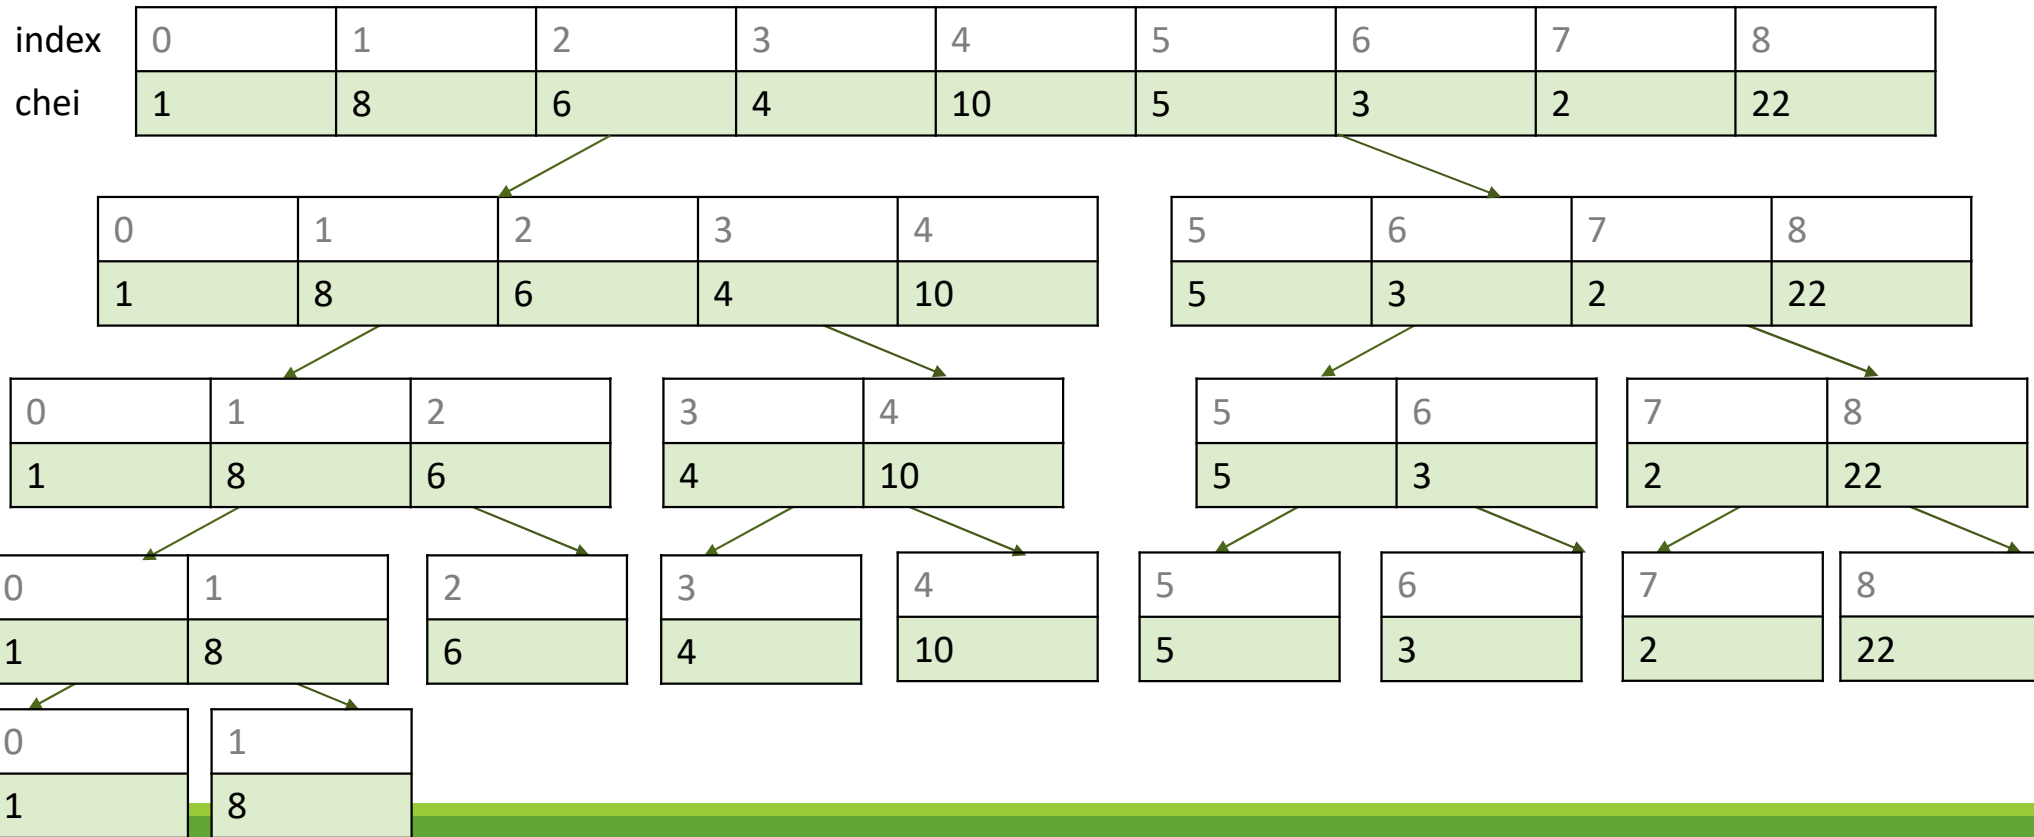 index 0 1 2 3 4 5 6 7 8
chei 1 8 6 4 10 5 3 2 22
0 1 2 3 4 5 6 7 8
1 8 6 4 10 5 3 2 22
0 1 2 3 4 5 6 7 8
1 8 6 4 10 5 3 2 22
0 1 2 3 4 5 6 7 8
1 8 6 4 10 5 3 2 22
0 1
1 8